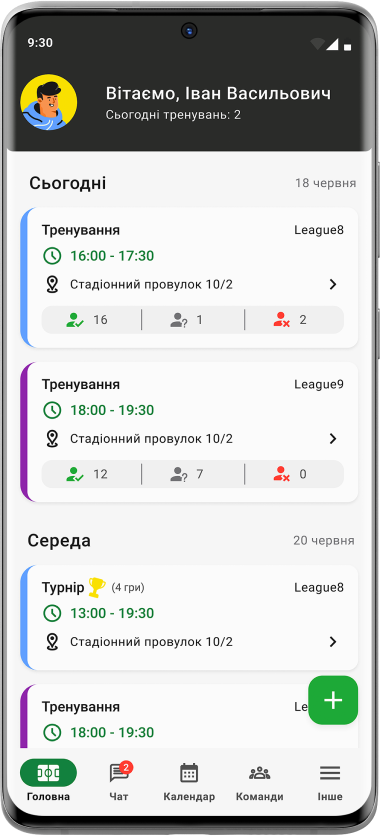 9:30
Вітаємо, Іван Васильович
Сьогодні тренувань: 2
Сьогодні 18 червня
Тренування League8
16:00 - 17:30
Стадіонний провулок 10/2
16 1 2
Тренування League9
18:00 - 19:30
Стадіонний провулок 10/2
12 7 0
Середа 20 червня
Турнір (4 гри) League8
13:00 - 19:30
Стадіонний провулок 10/2
Тренування
18:00 - 19:30
2
Головна Чат Календар Команди Інше